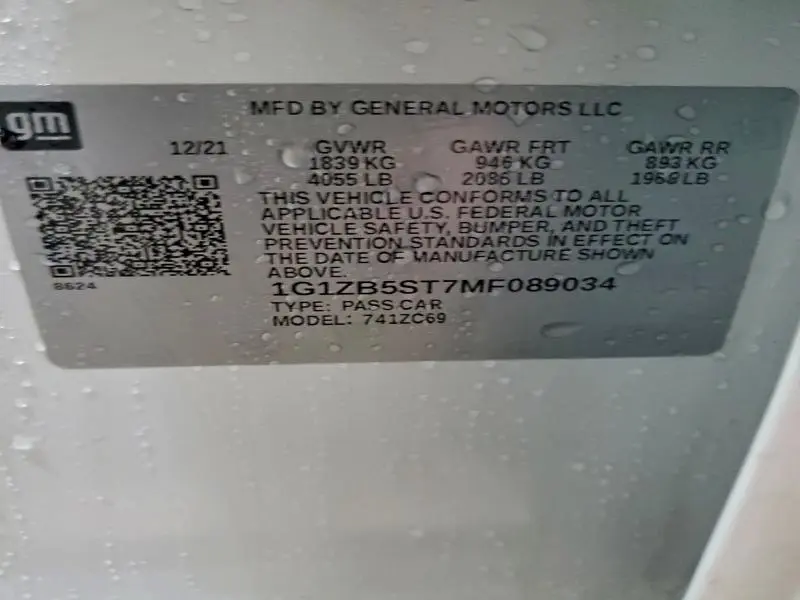 gm
MFD BY GENERAL MOTORS LLC
12/21 GVWR GAWR FRT GAWR RR
1839 KG 946 KG 893 KG
4055 LB 2086 LB 1968 LB
THIS VEHICLE CONFORMS TO ALL
APPLICABLE U.S. FEDERAL MOTOR
VEHICLE SAFETY, BUMPER, AND THEFT
PREVENTION STANDARDS IN EFFECT ON
THE DATE OF MANUFACTURE SHOWN
ABOVE.
8624
1G1ZB5ST7MF089034
TYPE: PASS CAR
MODEL: 741ZC69